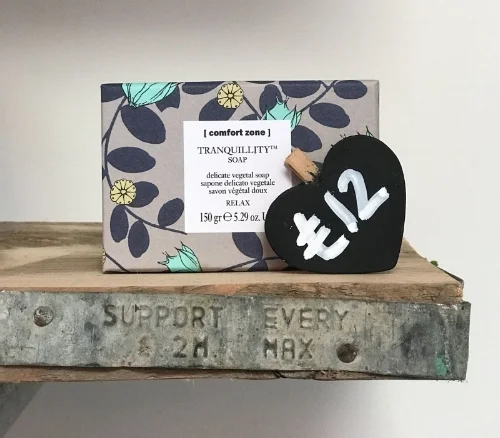 [ comfort zone ]
TRANQUILLITY™
SOAP
delicate vegetal soap
sapone delicato vegetale
savon végétal doux
RELAX
150 gr ℮ 5.29 oz.
£12
SUPPORT EVERY
2M MAX